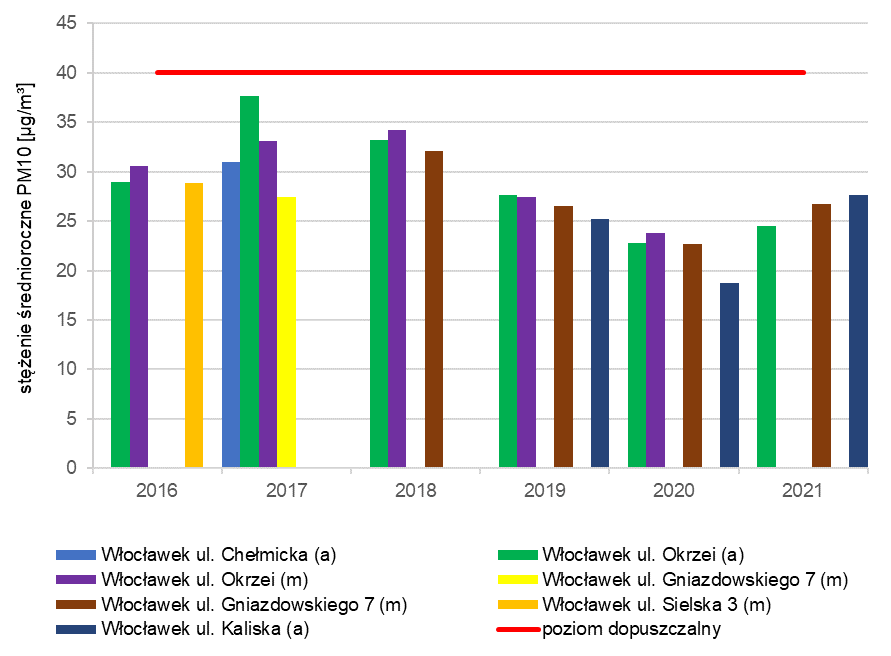 stężenie średnioroczne PM10 [µg/m³]
45
40
35
30
25
20
15
10
5
0
2016 2017 2018 2019 2020 2021
Włocławek ul. Chełmicka (a) Włocławek ul. Okrzei (a)
Włocławek ul. Okrzei (m) Włocławek ul. Gniazdowskiego 7 (m)
Włocławek ul. Gniazdowskiego 7 (m) Włocławek ul. Sielska 3 (m)
Włocławek ul. Kaliska (a) poziom dopuszczalny